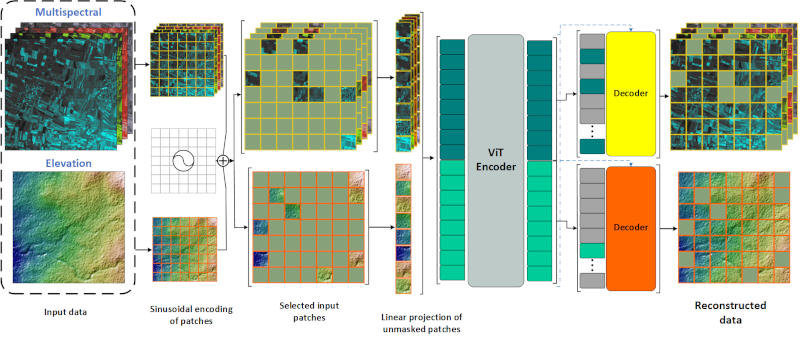 Multispectral
Elevation
Input data
Sinusoidal encoding
of patches
Selected input
patches
Linear projection of
unmasked patches
ViT
Encoder
Decoder
Decoder
Reconstructed
data